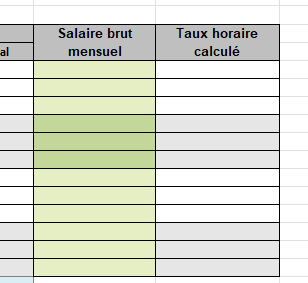 Salaire brut
mensuel
Taux horaire
calculé
al